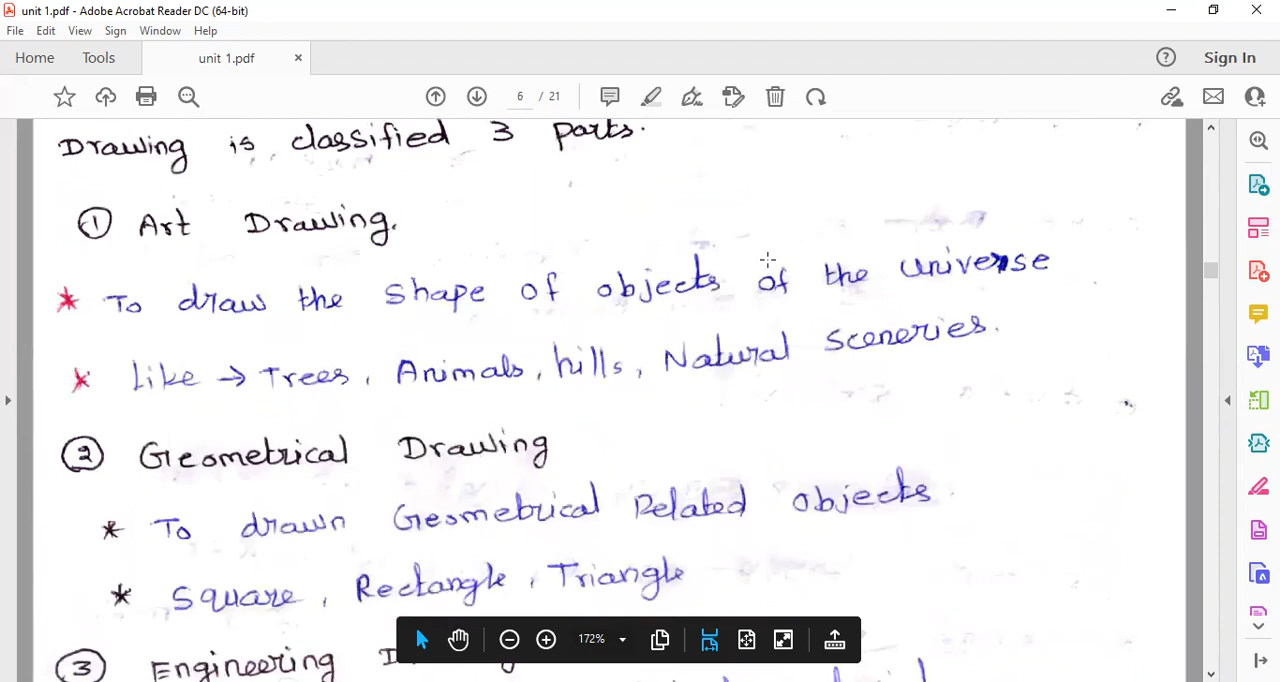 unit 1.pdf - Adobe Acrobat Reader DC (64-bit)
File Edit View Sign Window Help
Home Tools unit 1.pdf × Sign In
6 / 21
Drawing is classified 3 parts.
① Art Drawing.
* To draw the shape of objects of the universe
* Like → Trees, Animals, hills, Natural Sceneries.
② Geometrical Drawing
* To drawn Geometrical Related objects
* Square, Rectangle, Triangle
172%
③ Engineering